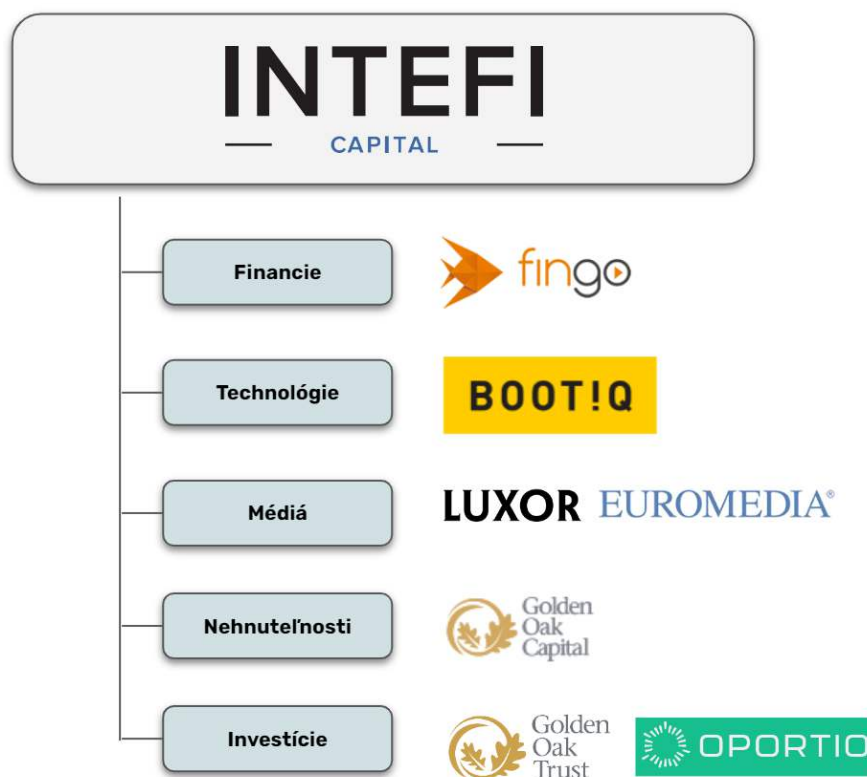 INTEFI
CAPITAL
Financie
fingo
Technológie
BOOT!Q
Médiá
LUXOR EUROMEDIA®
Nehnuteľnosti
Golden
Oak
Capital
Investície
Golden
Oak
Trust
OPORTIO